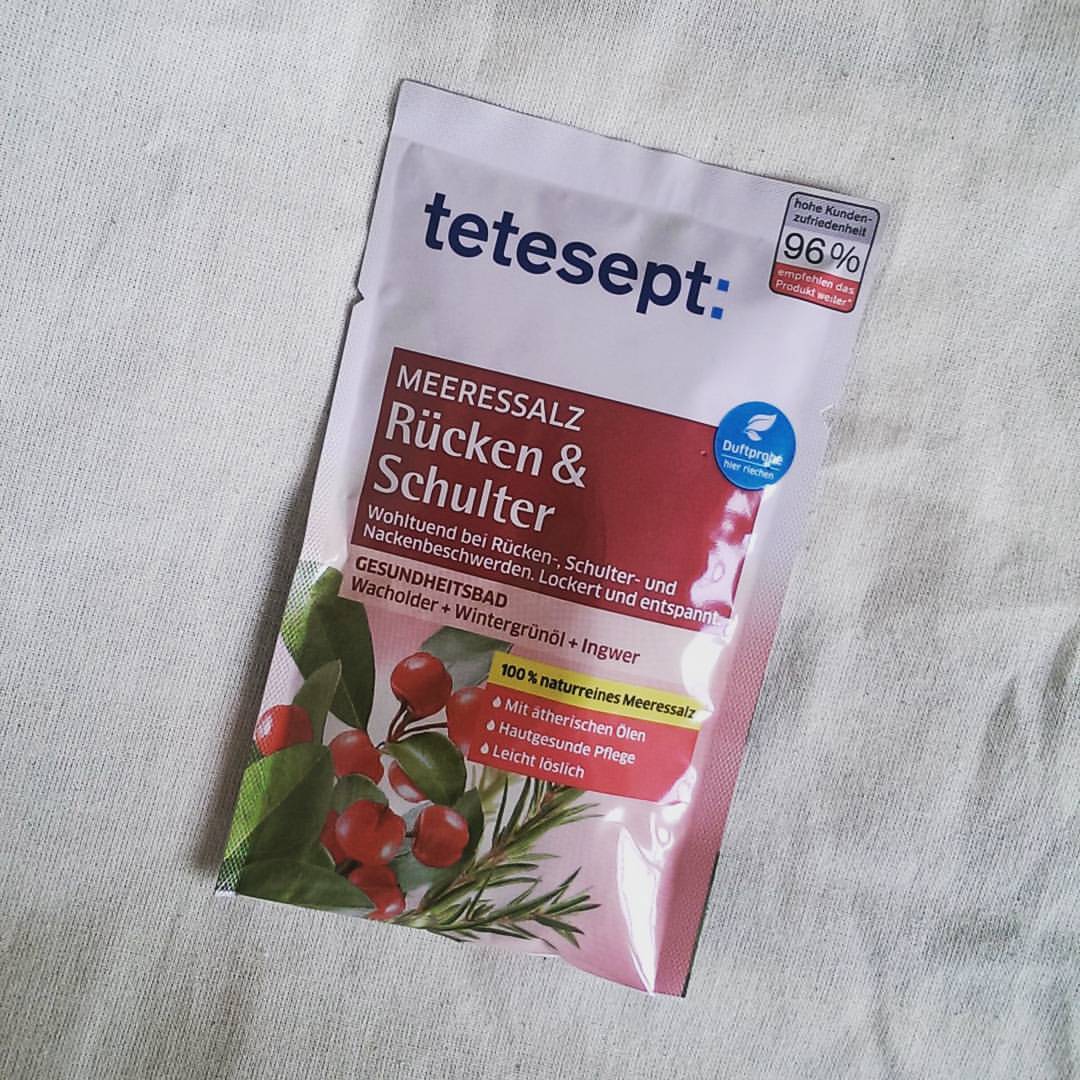 tetesept:
hohe Kunden-
zufriedenheit
96 %
empfehlen das
Produkt weiter*
MEERESSALZ
Rücken &
Schulter
Wohltuend bei Rücken-, Schulter- und
Nackenbeschwerden. Lockert und entspannt.
Duftprobe
hier riechen
GESUNDHEITSBAD
Wacholder + Wintergrünöl + Ingwer
100 % naturreines Meeressalz
Mit ätherischen Ölen
Hautgesunde Pflege
Leicht löslich